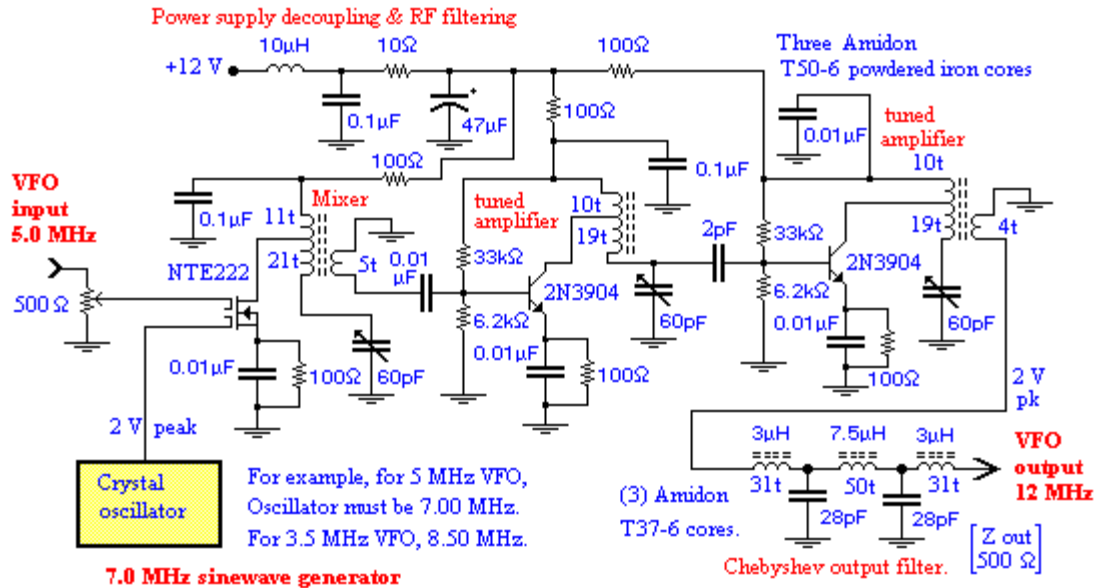 Power supply decoupling & RF filtering
10µH
10Ω
100Ω
Three Amidon
T50-6 powdered iron cores
+12 V
0.1µF
47µF
+
100Ω
0.01µF
tuned
amplifier
100Ω
0.1µF
10t
VFO
input
5.0 MHz
0.1µF
Mixer
11t
21t
5t
tuned
amplifier
10t
19t
2pF
19t
4t
0.01
µF
33kΩ
33kΩ
NTE222
2N3904
2N3904
500 Ω
6.2kΩ
60pF
6.2kΩ
60pF
0.01µF
0.01µF
0.01µF
100Ω
60pF
100Ω
100Ω
2 V peak
2 V
pk
Crystal
oscillator
For example, for 5 MHz VFO,
Oscillator must be 7.00 MHz.
For 3.5 MHz VFO, 8.50 MHz.
3µH
7.5µH
3µH
31t
50t
31t
VFO
output
12 MHz
(3) Amidon
T37-6 cores.
28pF
28pF
Z out
500 Ω
Chebyshev output filter.
7.0 MHz sinewave generator